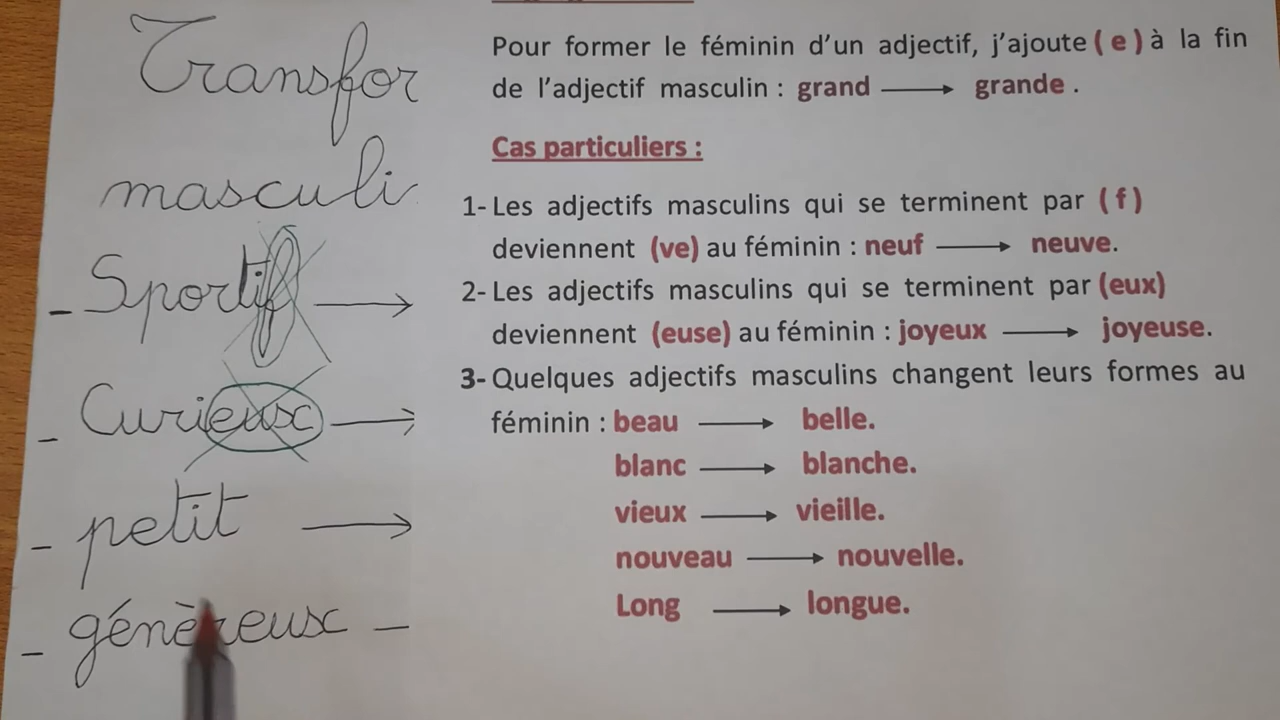 Transfor
masculi
- Sportif →
- Curieux →
- petit →
- génèreux –
Pour former le féminin d'un adjectif, j'ajoute ( e ) à la fin
de l'adjectif masculin : grand → grande .
Cas particuliers :
1- Les adjectifs masculins qui se terminent par ( f )
deviennent (ve) au féminin : neuf → neuve.
2- Les adjectifs masculins qui se terminent par (eux)
deviennent (euse) au féminin : joyeux → joyeuse.
3- Quelques adjectifs masculins changent leurs formes au
féminin : beau → belle.
blanc → blanche.
vieux → vieille.
nouveau → nouvelle.
Long → longue.